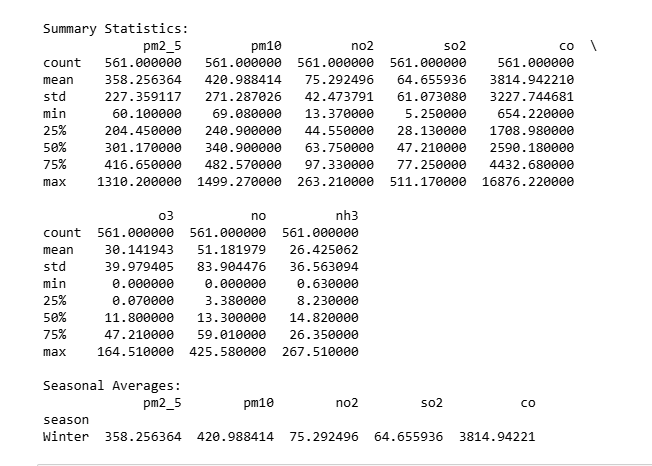 Summary Statistics:
pm2_5 pm10 no2 so2 co \
count 561.000000 561.000000 561.000000 561.000000 561.000000
mean 358.256364 420.988414 75.292496 64.655936 3814.942210
std 227.359117 271.287026 42.473791 61.073080 3227.744681
min 60.100000 69.080000 13.370000 5.250000 654.220000
25% 204.450000 240.900000 44.550000 28.130000 1708.980000
50% 301.170000 340.900000 63.750000 47.210000 2590.180000
75% 416.650000 482.570000 97.330000 77.250000 4432.680000
max 1310.200000 1499.270000 263.210000 511.170000 16876.220000
o3 no nh3
count 561.000000 561.000000 561.000000
mean 30.141943 51.181979 26.425062
std 39.979405 83.904476 36.563094
min 0.000000 0.000000 0.630000
25% 0.070000 3.380000 8.230000
50% 11.800000 13.300000 14.820000
75% 47.210000 59.010000 26.350000
max 164.510000 425.580000 267.510000
Seasonal Averages:
pm2_5 pm10 no2 so2 co
season
Winter 358.256364 420.988414 75.292496 64.655936 3814.94221